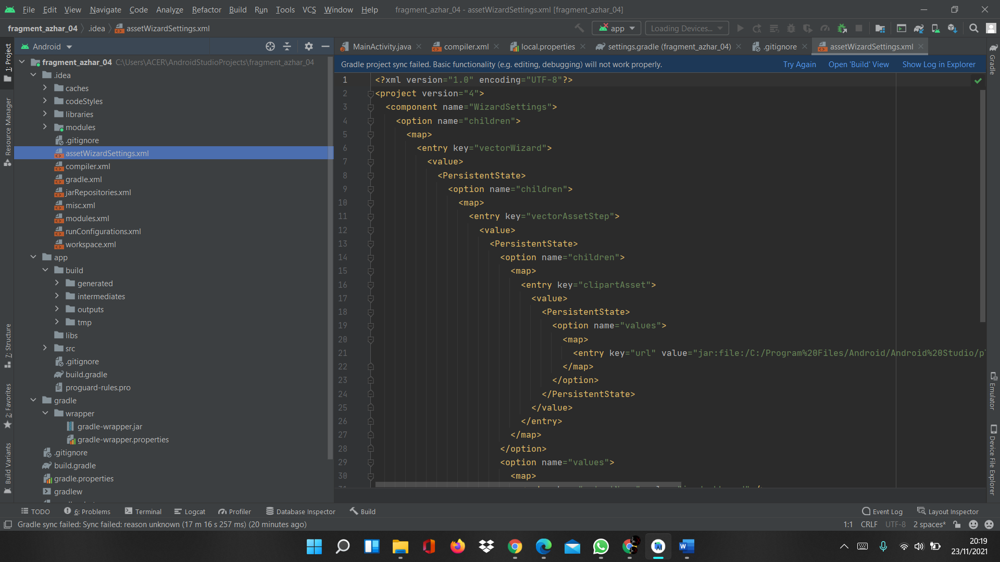 File Edit View Navigate Code Analyze Refactor Build Run Tools VCS Window Help fragment_azhar_04 - assetWizardSettings.xml [fragment_azhar_04]
fragment_azhar_04 .idea assetWizardSettings.xml app Loading Devices...
Android
MainActivity.java compiler.xml local.properties settings.gradle (fragment_azhar_04) .gitignore assetWizardSettings.xml
Gradle project sync failed. Basic functionality (e.g. editing, debugging) will not work properly. Try Again Open 'Build' View Show Log in Explorer
1: Project
Resource Manager
7: Structure
2: Favorites
Build Variants
fragment_azhar_04 C:\Users\ACER\AndroidStudioProjects\fragment_azhar_04
.idea
caches
codeStyles
libraries
modules
.gitignore
assetWizardSettings.xml
compiler.xml
gradle.xml
jarRepositories.xml
misc.xml
modules.xml
runConfigurations.xml
workspace.xml
app
build
generated
intermediates
outputs
tmp
libs
src
.gitignore
build.gradle
proguard-rules.pro
gradle
wrapper
gradle-wrapper.jar
gradle-wrapper.properties
.gitignore
build.gradle
gradle.properties
gradlew
1 <?xml version="1.0" encoding="UTF-8"?>
2 <project version="4">
3 <component name="WizardSettings">
4 <option name="children">
5 <map>
6 <entry key="vectorWizard">
7 <value>
8 <PersistentState>
9 <option name="children">
10 <map>
11 <entry key="vectorAssetStep">
12 <value>
13 <PersistentState>
14 <option name="children">
15 <map>
16 <entry key="clipartAsset">
17 <value>
18 <PersistentState>
19 <option name="values">
20 <map>
21 <entry key="url" value="jar:file:/C:/Program%20Files/Android/Android%20Studio/p
22 </map>
23 </option>
24 </PersistentState>
25 </value>
26 </entry>
27 </map>
28 </option>
29 <option name="values">
30 <map>
Gradle
Emulator
Device File Explorer
TODO 6: Problems Terminal Logcat Profiler Database Inspector Build Event Log Layout Inspector
Gradle sync failed: Sync failed: reason unknown (17 m 16 s 257 ms) (20 minutes ago) 1:1 CRLF UTF-8 2 spaces*
20:19
23/11/2021